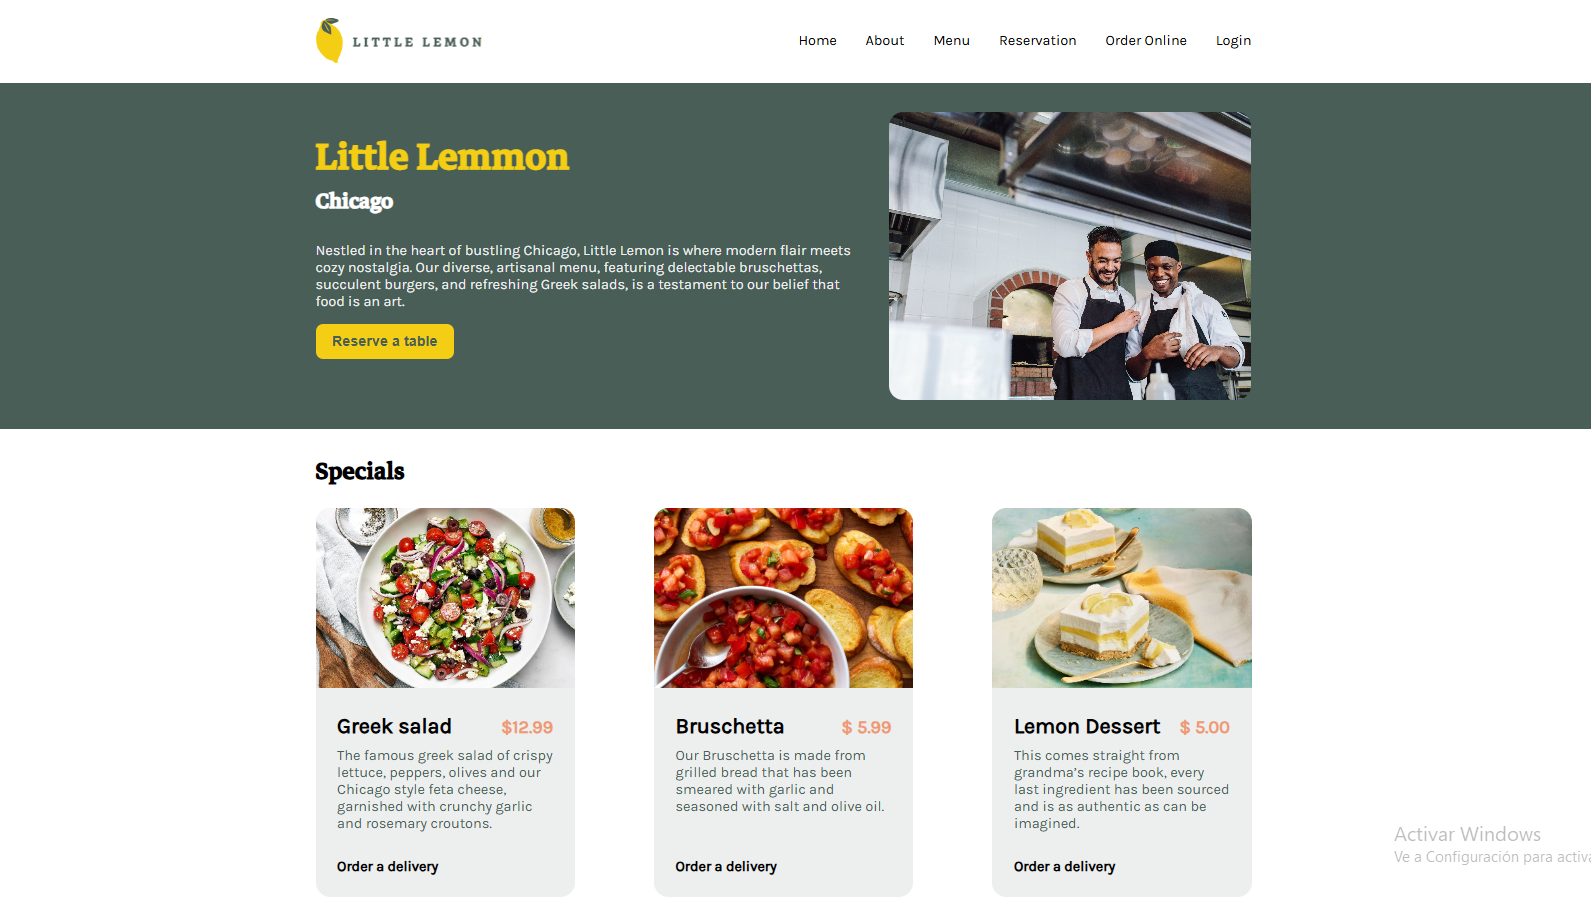 LITTLE LEMON
Home About Menu Reservation Order Online Login
Little Lemmon
Chicago
Nestled in the heart of bustling Chicago, Little Lemon is where modern flair meets
cozy nostalgia. Our diverse, artisanal menu, featuring delectable bruschettas,
succulent burgers, and refreshing Greek salads, is a testament to our belief that
food is an art.
Reserve a table
Specials
Greek salad $12.99
The famous greek salad of crispy
lettuce, peppers, olives and our
Chicago style feta cheese,
garnished with crunchy garlic
and rosemary croutons.
Order a delivery
Bruschetta $ 5.99
Our Bruschetta is made from
grilled bread that has been
smeared with garlic and
seasoned with salt and olive oil.
Order a delivery
Lemon Dessert $ 5.00
This comes straight from
grandma’s recipe book, every
last ingredient has been sourced
and is as authentic as can be
imagined.
Order a delivery
Activar Windows
Ve a Configuración para activa